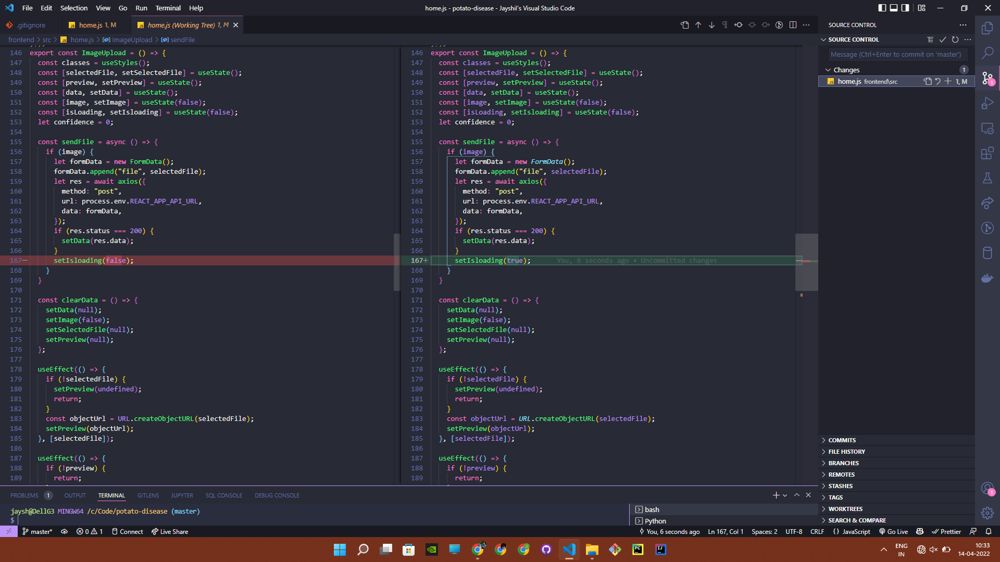 File Edit Selection View Go Run Terminal Help
home.js - potato-disease - Jayshil's Visual Studio Code
.gitignore
home.js 1, M
home.js (Working Tree) 1, M
frontend > src > home.js > ImageUpload > sendFile
146 export const ImageUpload = () => {
147 const classes = useStyles();
148 const [selectedFile, setSelectedFile] = useState();
149 const [preview, setPreview] = useState();
150 const [data, setData] = useState();
151 const [image, setImage] = useState(false);
152 const [isLoading, setIsloading] = useState(false);
153 let confidence = 0;
154
155 const sendFile = async () => {
156 if (image) {
157 let formData = new FormData();
158 formData.append("file", selectedFile);
159 let res = await axios({
160 method: "post",
161 url: process.env.REACT_APP_API_URL,
162 data: formData,
163 });
164 if (res.status === 200) {
165 setData(res.data);
166 }
167− setIsloading(false);
168 }
169 }
170
171 const clearData = () => {
172 setData(null);
173 setImage(false);
174 setSelectedFile(null);
175 setPreview(null);
176 };
177
178 useEffect(() => {
179 if (!selectedFile) {
180 setPreview(undefined);
181 return;
182 }
183 const objectUrl = URL.createObjectURL(selectedFile);
184 setPreview(objectUrl);
185 }, [selectedFile]);
186
187 useEffect(() => {
188 if (!preview) {
189 return;
146 export const ImageUpload = () => {
147 const classes = useStyles();
148 const [selectedFile, setSelectedFile] = useState();
149 const [preview, setPreview] = useState();
150 const [data, setData] = useState();
151 const [image, setImage] = useState(false);
152 const [isLoading, setIsloading] = useState(false);
153 let confidence = 0;
154
155 const sendFile = async () => {
156 if (image) {
157 let formData = new FormData();
158 formData.append("file", selectedFile);
159 let res = await axios({
160 method: "post",
161 url: process.env.REACT_APP_API_URL,
162 data: formData,
163 });
164 if (res.status === 200) {
165 setData(res.data);
166 }
167+ setIsloading(true); You, 6 seconds ago • Uncommitted changes
168 }
169 }
170
171 const clearData = () => {
172 setData(null);
173 setImage(false);
174 setSelectedFile(null);
175 setPreview(null);
176 };
177
178 useEffect(() => {
179 if (!selectedFile) {
180 setPreview(undefined);
181 return;
182 }
183 const objectUrl = URL.createObjectURL(selectedFile);
184 setPreview(objectUrl);
185 }, [selectedFile]);
186
187 useEffect(() => {
188 if (!preview) {
189 return;
SOURCE CONTROL
SOURCE CONTROL
Message (Ctrl+Enter to commit on 'master')
Changes 1
home.js frontend\src 1, M
COMMITS
FILE HISTORY
BRANCHES
REMOTES
STASHES
TAGS
WORKTREES
SEARCH & COMPARE
1
1
PROBLEMS 1 OUTPUT TERMINAL GITLENS JUPYTER SQL CONSOLE DEBUG CONSOLE
jaysh@DellG3 MINGW64 /c/Code/potato-disease (master)
$
bash
Python
master* 0 1 Connect Live Share
You, 6 seconds ago Ln 167, Col 1 Spaces: 2 UTF-8 CRLF {} JavaScript Go Live Prettier
PC
IJ
ENG
IN
10:33
14-04-2022